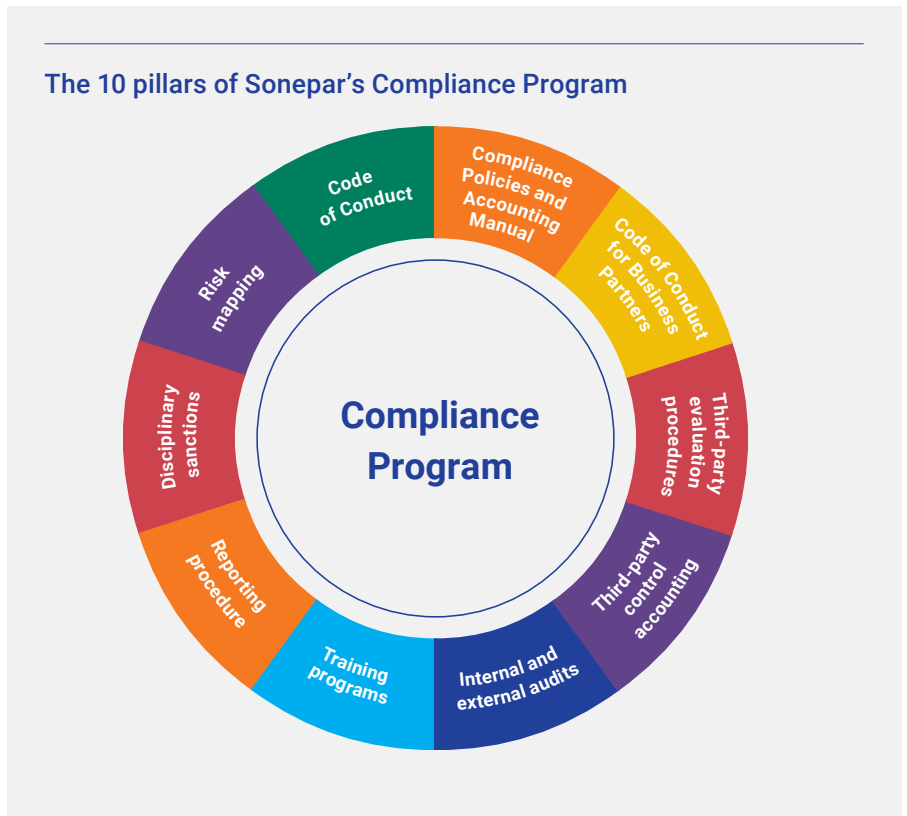 The 10 pillars of Sonepar's Compliance Program
Code
of Conduct
Compliance
Policies and
Accounting
Manual
Code of Conduct
for Business
Partners
Third-party
evaluation
procedures
Third-party
control
accounting
Internal and
external audits
Training
programs
Reporting
procedure
Disciplinary
sanctions
Risk
mapping
Compliance
Program